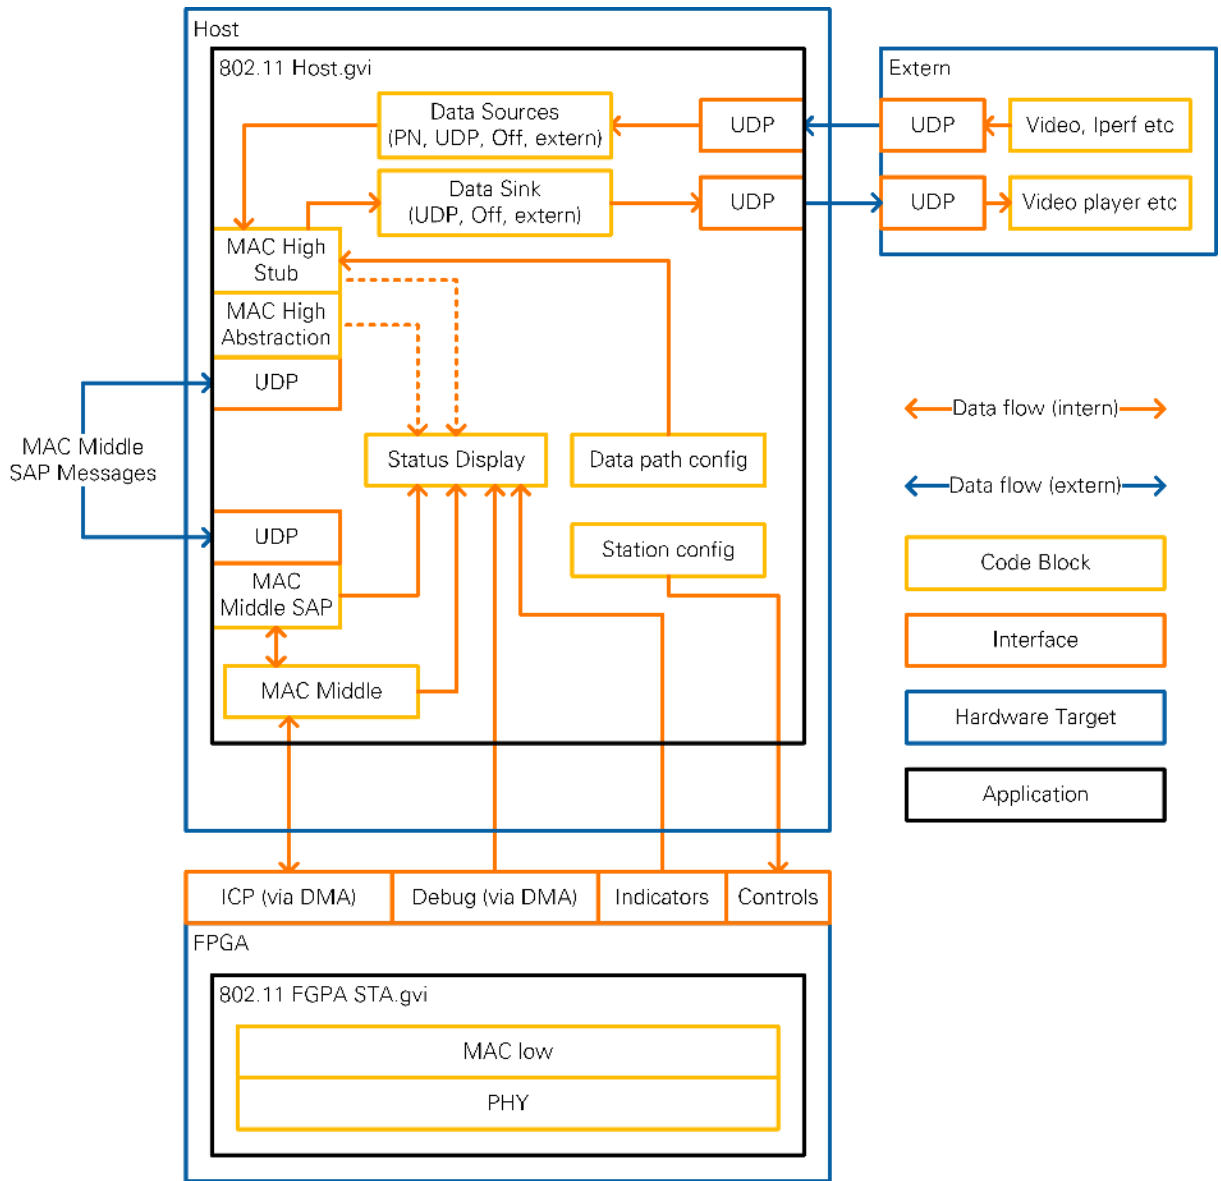 Host
802.11 Host.gvi
Data Sources
(PN, UDP, Off, extern)
UDP
Data Sink
(UDP, Off, extern)
UDP
Extern
UDP
Video, Iperf etc
UDP
Video player etc
MAC High
Stub
MAC High
Abstraction
UDP
MAC Middle
SAP Messages
Status Display
Data path config
UDP
MAC
Middle SAP
Station config
MAC Middle
Data flow (intern)
Data flow (extern)
Code Block
Interface
Hardware Target
Application
ICP (via DMA)
Debug (via DMA)
Indicators
Controls
FPGA
802.11 FGPA STA.gvi
MAC low
PHY